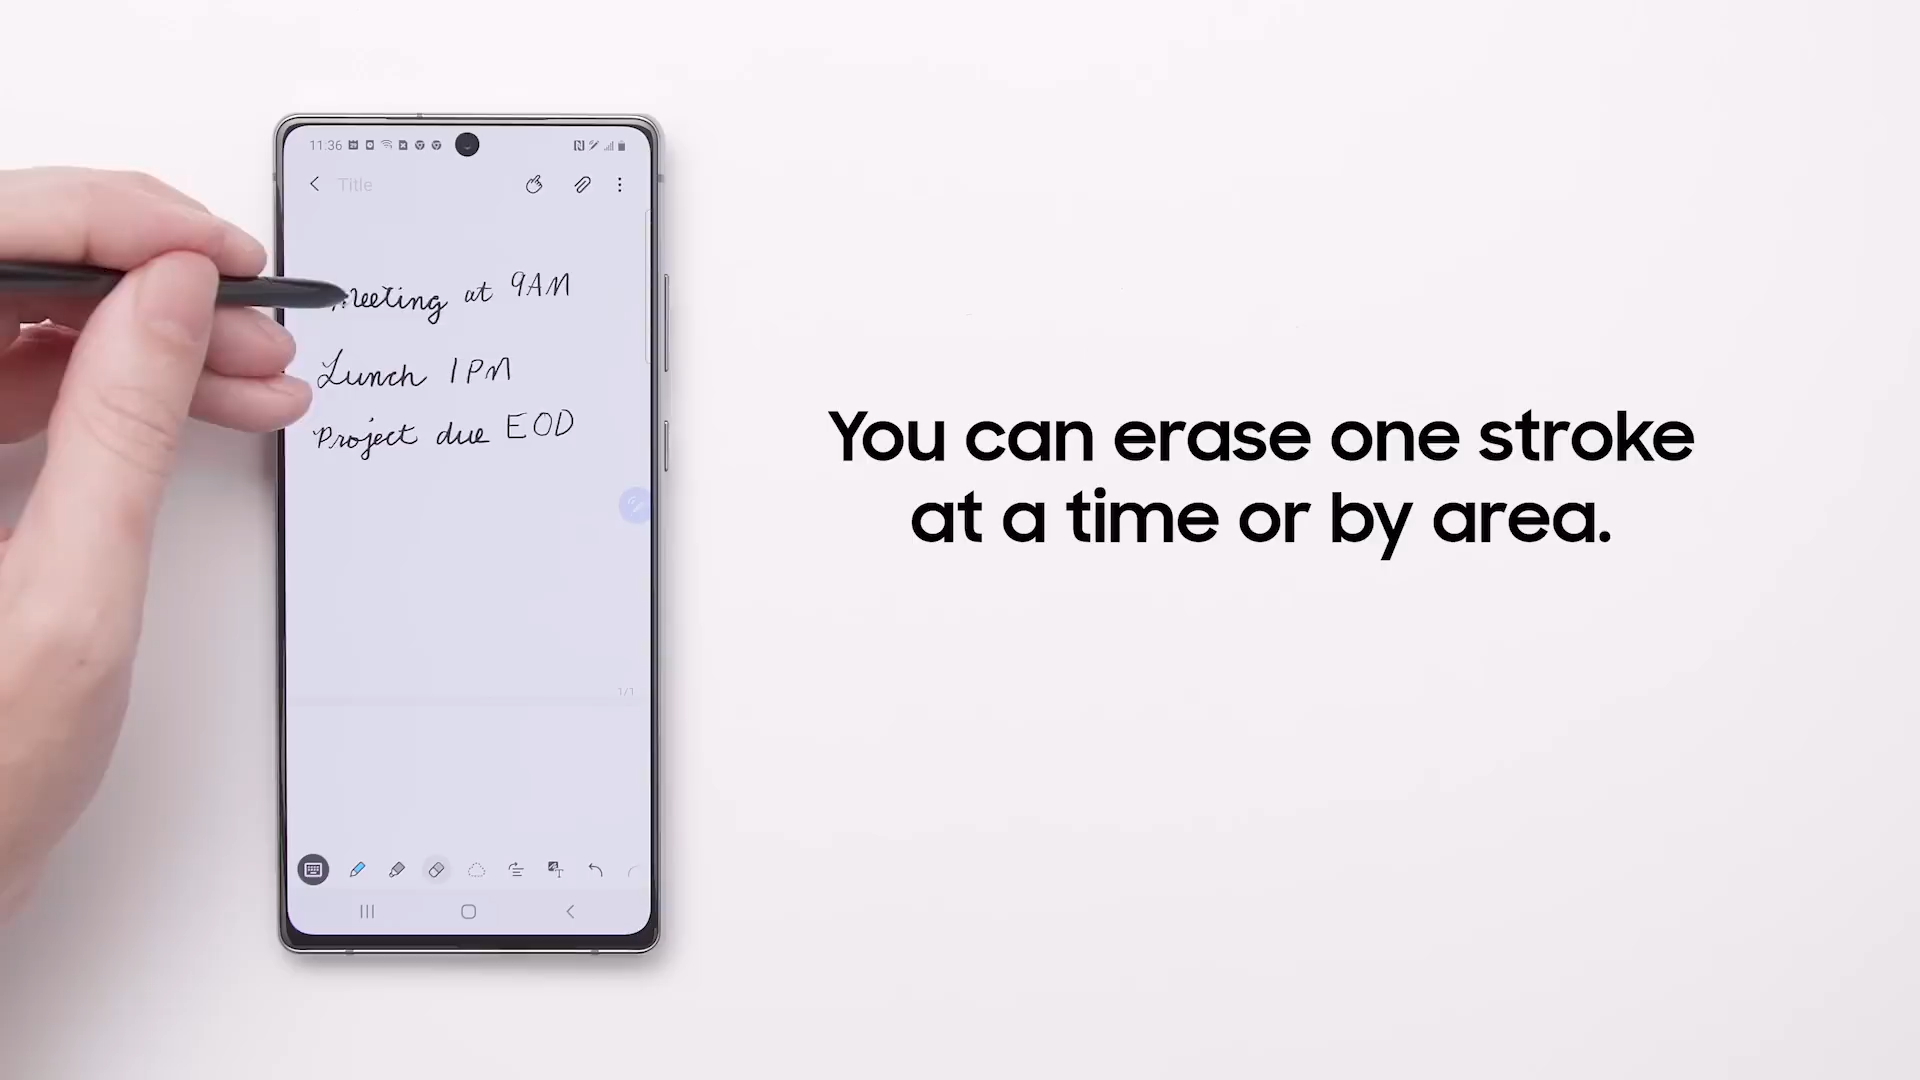 11:36
Title
Meeting at 9AM
Lunch 1PM
Project due EOD
1/1
You can erase one stroke
at a time or by area.